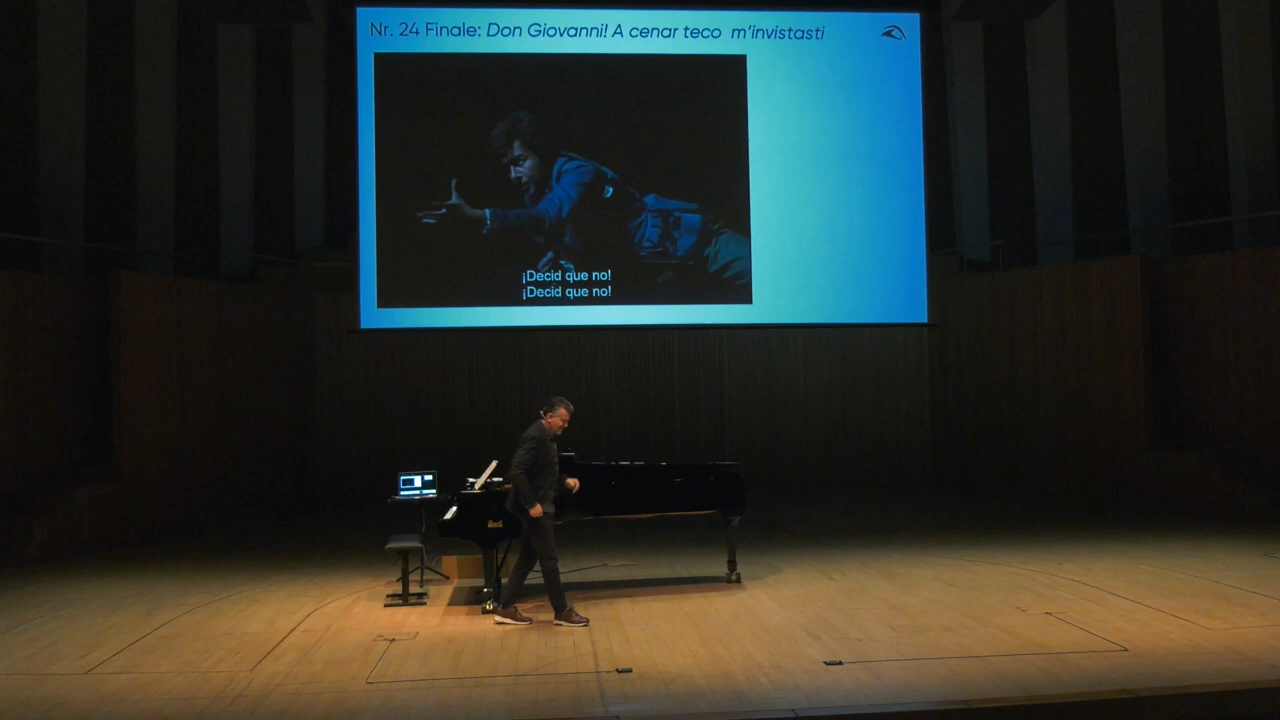 Nr. 24 Finale: Don Giovanni! A cenar teco m'invistasti
¡Decid que no!
¡Decid que no!